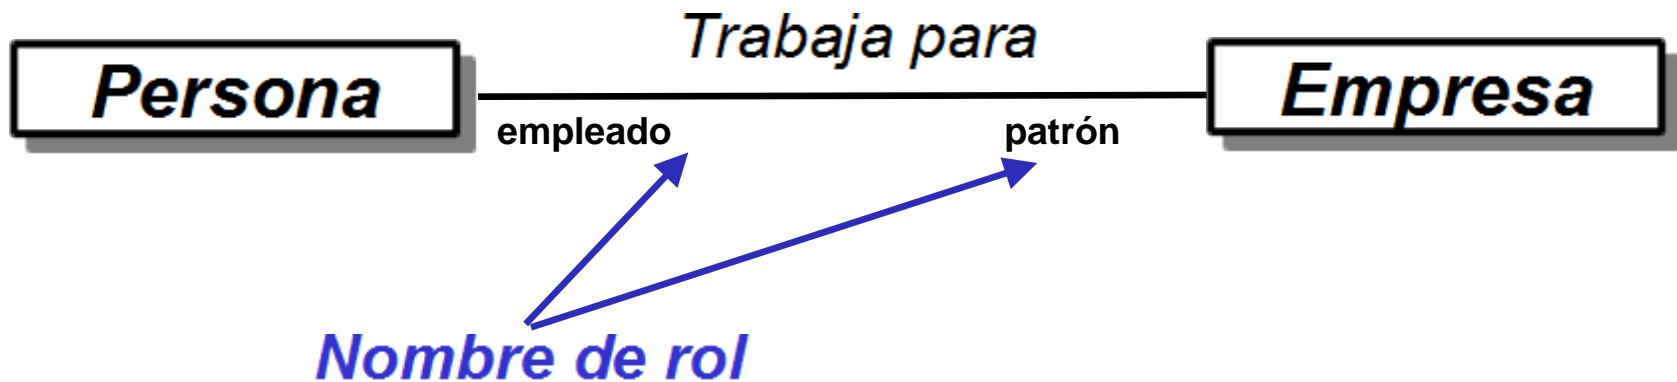 Trabaja para
Persona
Empresa
empleado
patrón
Nombre de rol